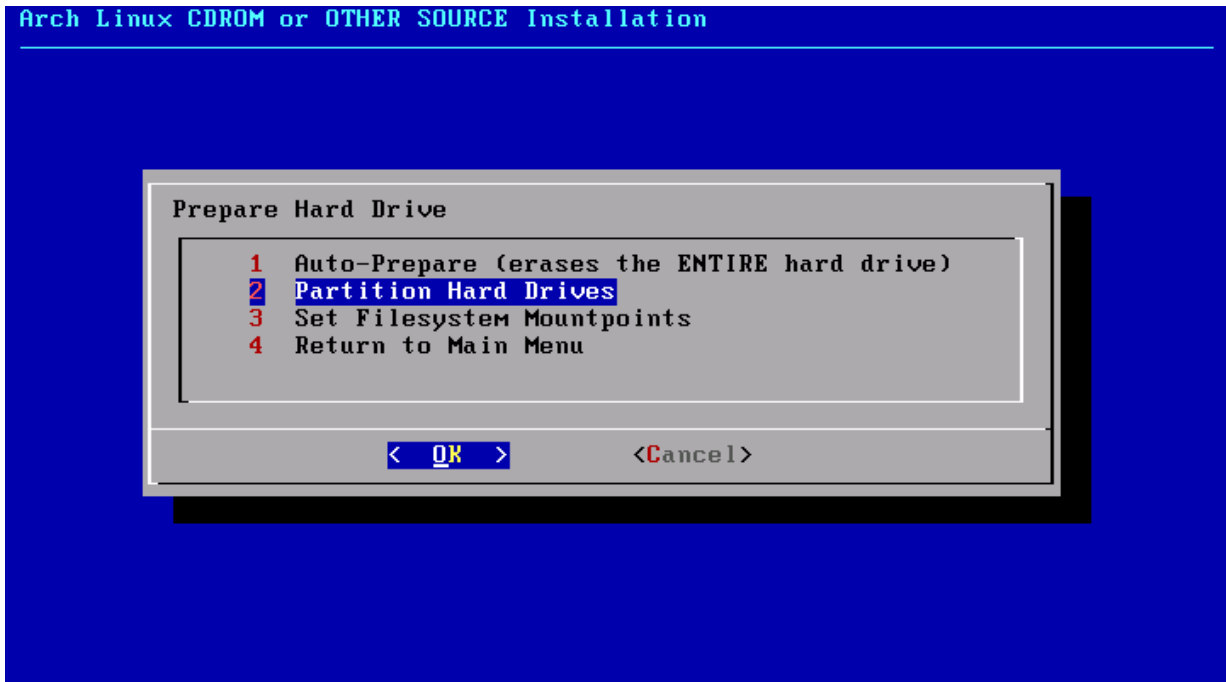 Arch Linux CDROM or OTHER SOURCE Installation
Prepare Hard Drive
1 Auto-Prepare (erases the ENTIRE hard drive)
2 Partition Hard Drives
3 Set Filesystem Mountpoints
4 Return to Main Menu
< OK > <Cancel>